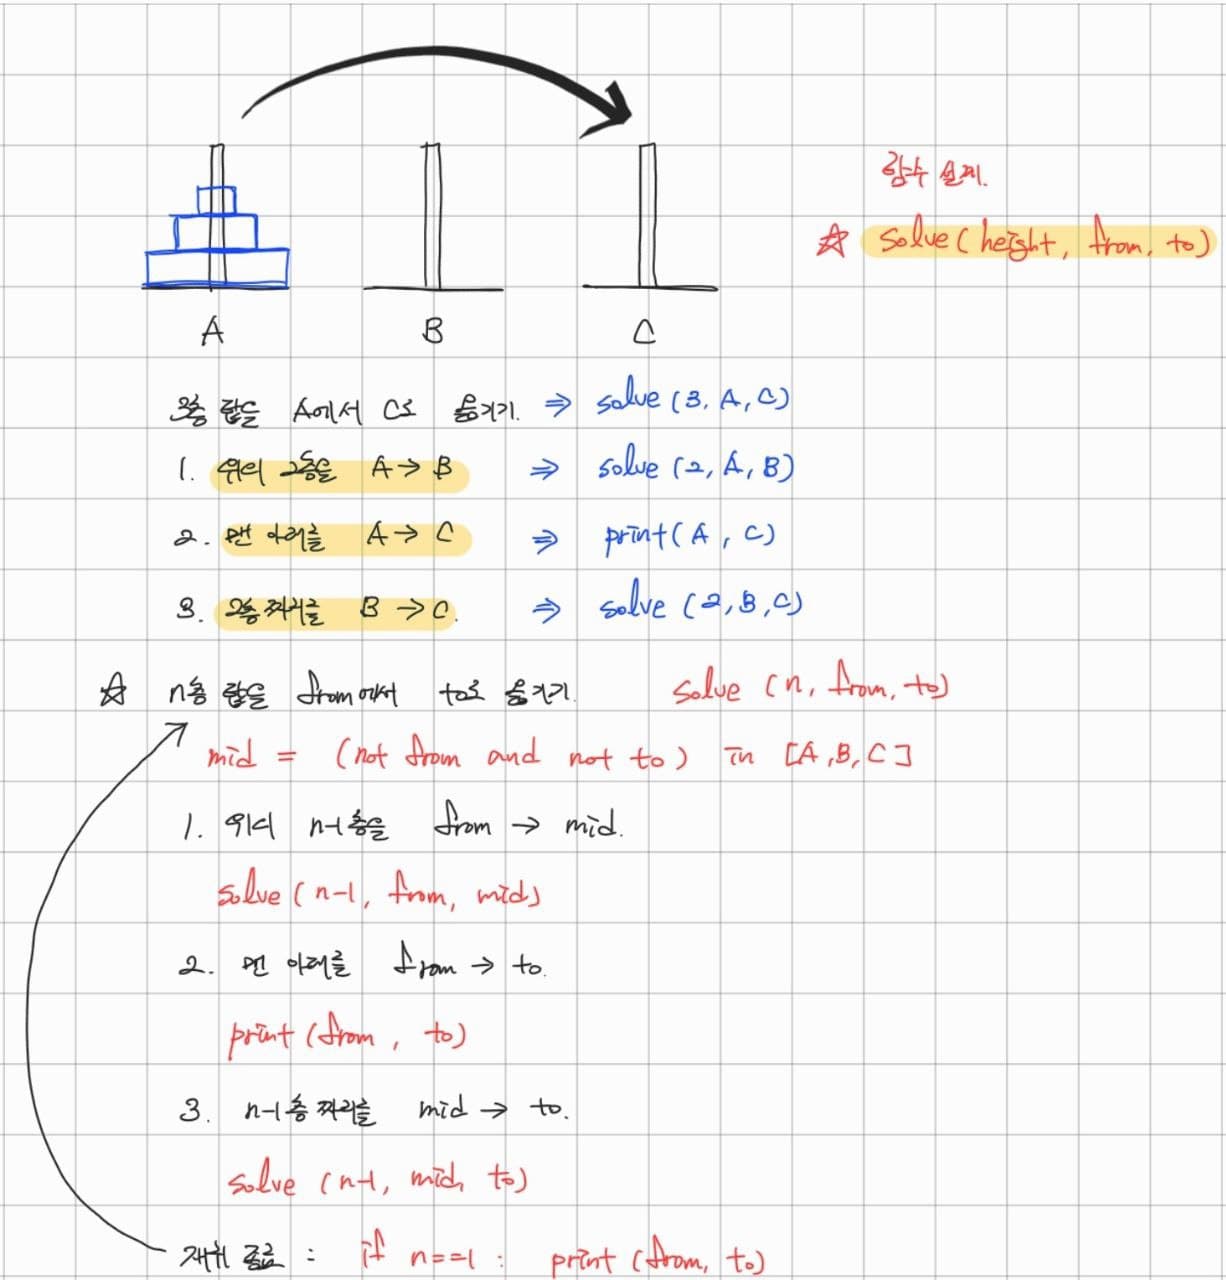 함수 설계.
☆ solve(height, from, to)
A B C
3층 탑을 A에서 C로 옮기기. ⇒ solve (3, A, C)
1. 위의 2층을 A → B ⇒ solve (2, A, B)
2. 맨 아래를 A → C ⇒ print(A, C)
3. 2층짜리를 B → C. ⇒ solve (2, B, C)
☆ n층 탑을 from에서 to로 옮기기. solve (n, from, to)
mid = (not from and not to) in [A, B, C]
1. 위의 n-1층을 from → mid.
solve (n-1, from, mid)
2. 맨 아래를 from → to.
print (from, to)
3. n-1층짜리를 mid → to.
solve (n-1, mid, to)
재귀 종료 : if n==1 : print (from, to)